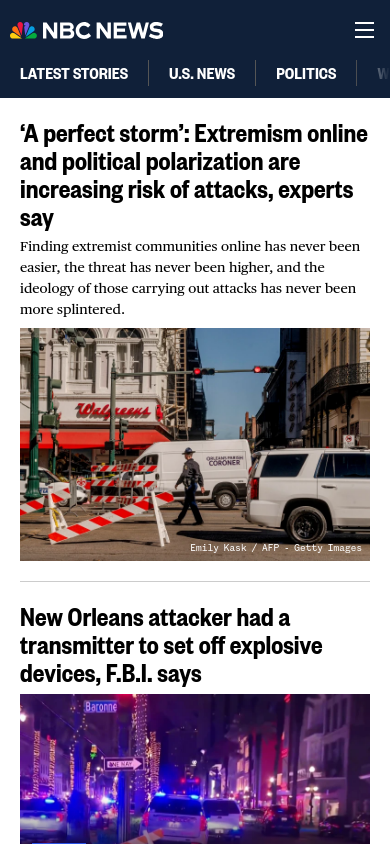 NBC NEWS
LATEST STORIES
U.S. NEWS
POLITICS
‘A perfect storm’: Extremism online
and political polarization are
increasing risk of attacks, experts
say
Finding extremist communities online has never been
easier, the threat has never been higher, and the
ideology of those carrying out attacks has never been
more splintered.
Walgreens
ORLEANS PARISH
CORONER
Emily Kask / AFP - Getty Images
New Orleans attacker had a
transmitter to set off explosive
devices, F.B.I. says
Baronne
ONE WAY